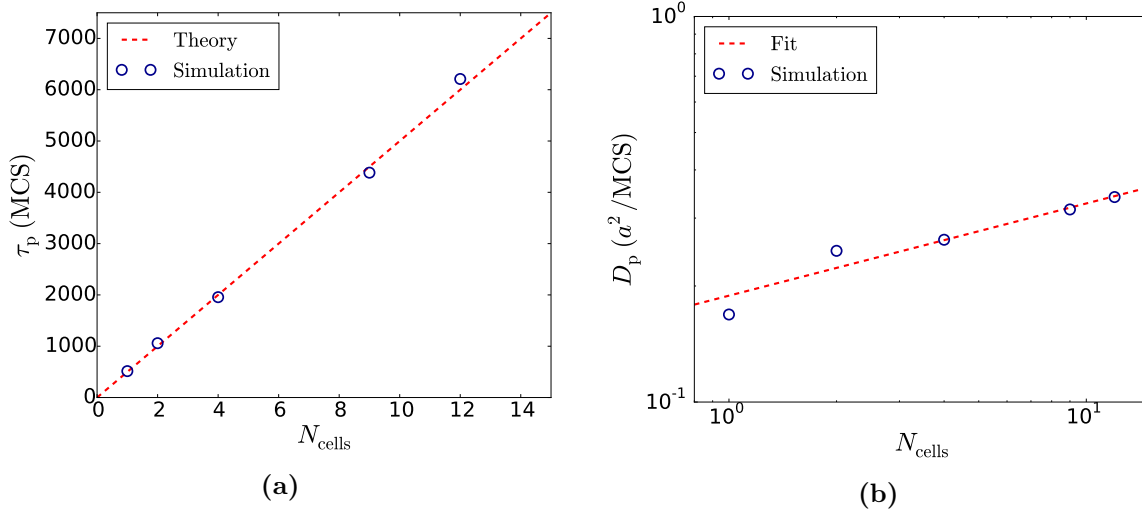 7000
6000
5000
4000
3000
2000
1000
0
τp (MCS)
Theory
Simulation
0 2 4 6 8 10 12 14
Ncells
(a)
10^0
10^-1
Dp (a^2/MCS)
Fit
Simulation
10^0 10^1
Ncells
(b)